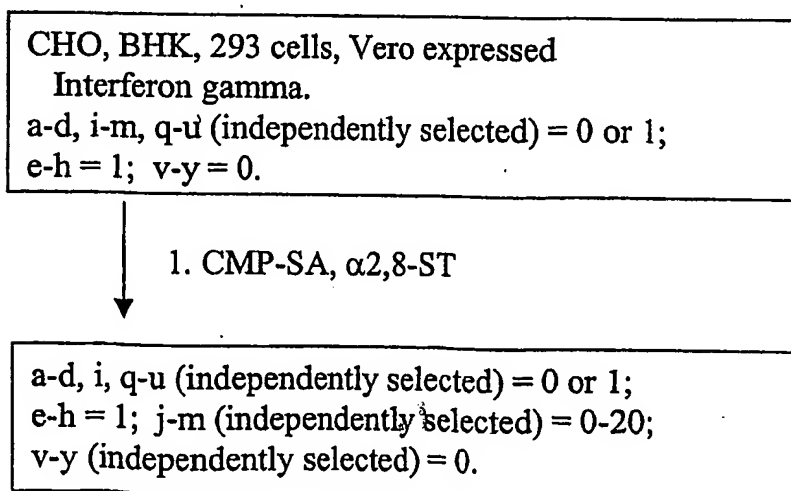 CHO, BHK, 293 cells, Vero expressed
Interferon gamma.
a-d, i-m, q-u (independently selected) = 0 or 1;
e-h = 1; v-y = 0.
1. CMP-SA, α2,8-ST
a-d, i, q-u (independently selected) = 0 or 1;
e-h = 1; j-m (independently selected) = 0-20;
v-y (independently selected) = 0.